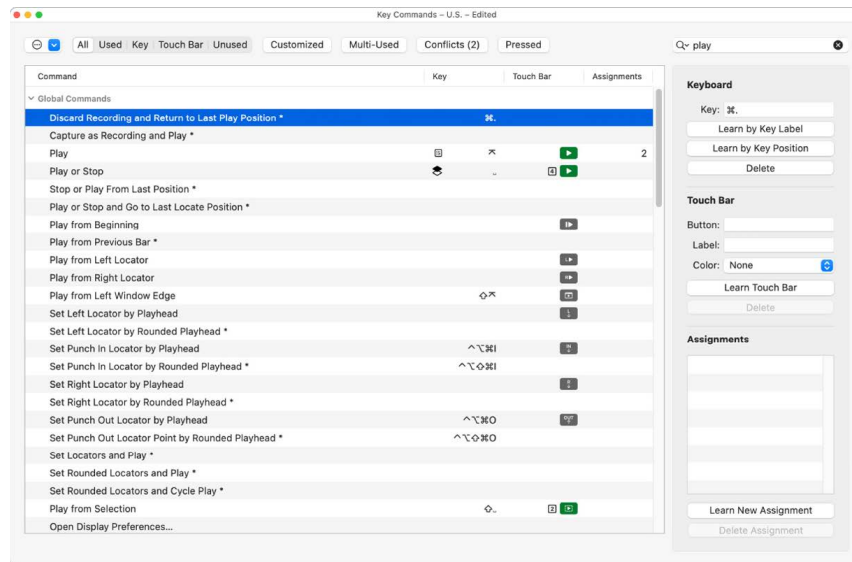 Key Commands – U.S. – Edited
All Used Key Touch Bar Unused Customized Multi-Used Conflicts (2) Pressed play
Command Key Touch Bar Assignments
Global Commands
Discard Recording and Return to Last Play Position * ⌘.
Capture as Recording and Play *
Play ⌤ 2
Play or Stop ⎵ 4
Stop or Play From Last Position *
Play or Stop and Go to Last Locate Position *
Play from Beginning
Play from Previous Bar *
Play from Left Locator
Play from Right Locator
Play from Left Window Edge ⇧⌤
Set Left Locator by Playhead L
Set Left Locator by Rounded Playhead *
Set Punch In Locator by Playhead ^⌥⌘I IN
Set Punch In Locator by Rounded Playhead * ^⌥⇧⌘I
Set Right Locator by Playhead R
Set Right Locator by Rounded Playhead *
Set Punch Out Locator by Playhead ^⌥⌘O OUT
Set Punch Out Locator Point by Rounded Playhead * ^⌥⇧⌘O
Set Locators and Play *
Set Rounded Locators and Play *
Set Rounded Locators and Cycle Play *
Play from Selection ⇧⎵ 2
Open Display Preferences...
Keyboard
Key: ⌘.
Learn by Key Label
Learn by Key Position
Delete
Touch Bar
Button:
Label:
Color: None
Learn Touch Bar
Delete
Assignments
Learn New Assignment
Delete Assignment